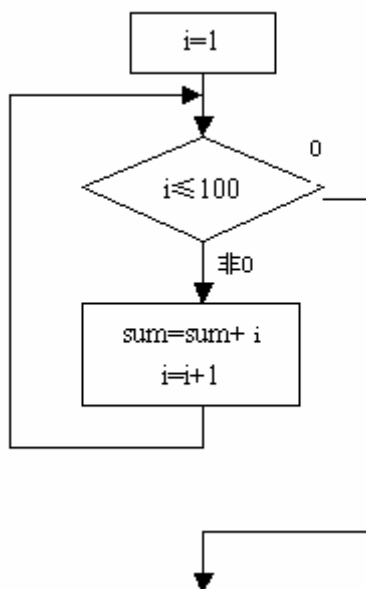 i=1
0
i≤100
非0
sum=sum+ i
i=i+1